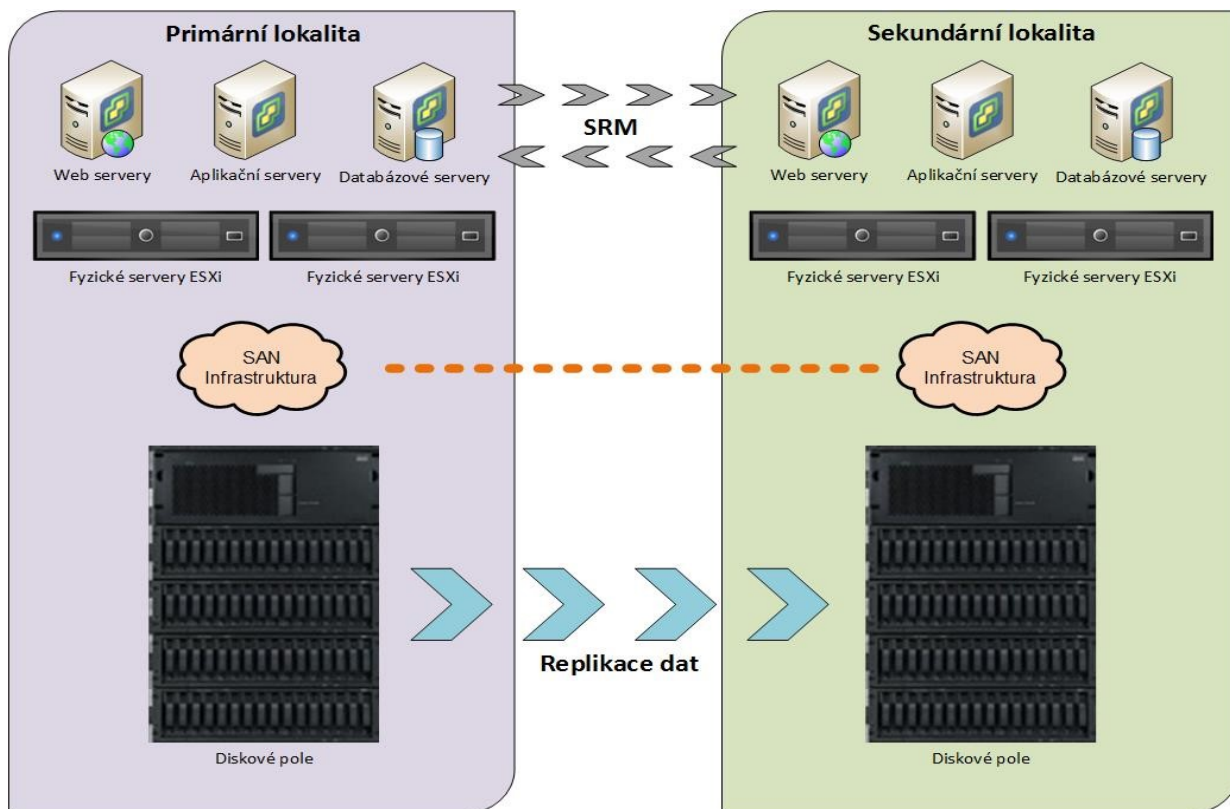 Primární lokalita
Web servery
Aplikační servery
Databázové servery
Fyzické servery ESXi
Fyzické servery ESXi
SAN
Infrastruktura
Diskové pole
SRM
Replikace dat
Sekundární lokalita
Web servery
Aplikační servery
Databázové servery
Fyzické servery ESXi
Fyzické servery ESXi
SAN
Infrastruktura
Diskové pole